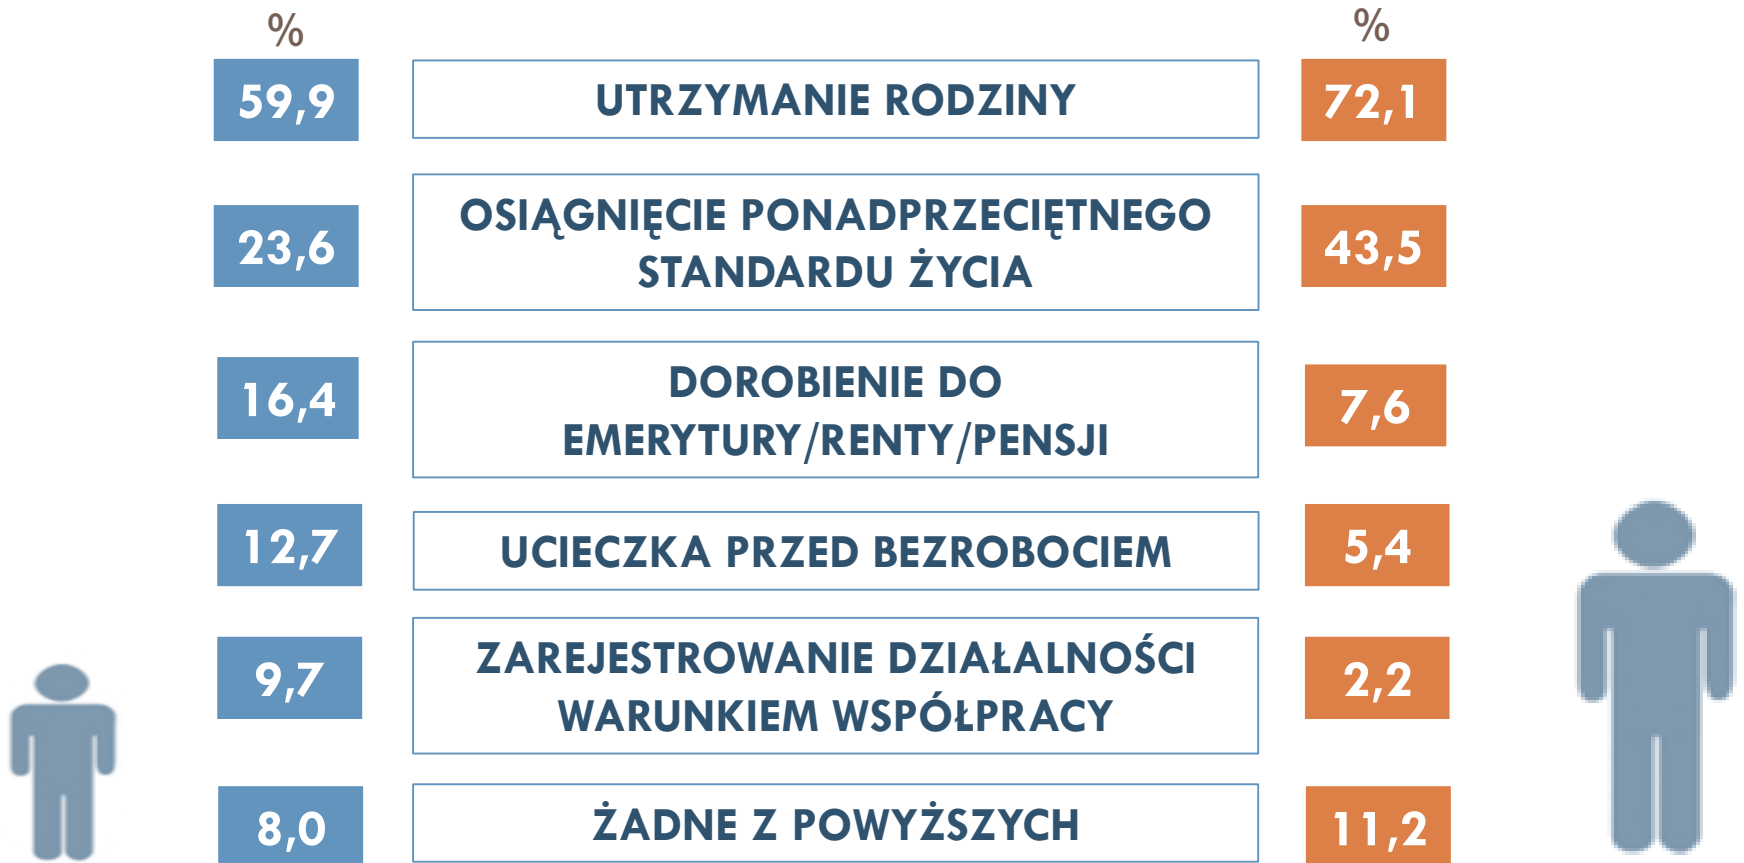 % %
59,9 UTRZYMANIE RODZINY 72,1
OSIĄGNIĘCIE PONADPRZECIĘTNEGO
23,6 STANDARDU ŻYCIA 43,5
DOROBIENIE DO
16,4 EMERYTURY/RENTY/PENSJI 7,6
12,7 UCIECZKA PRZED BEZROBOCIEM 5,4
ZAREJESTROWANIE DZIAŁALNOŚCI
9,7 WARUNKIEM WSPÓŁPRACY 2,2
8,0 ŻADNE Z POWYŻSZYCH 11,2